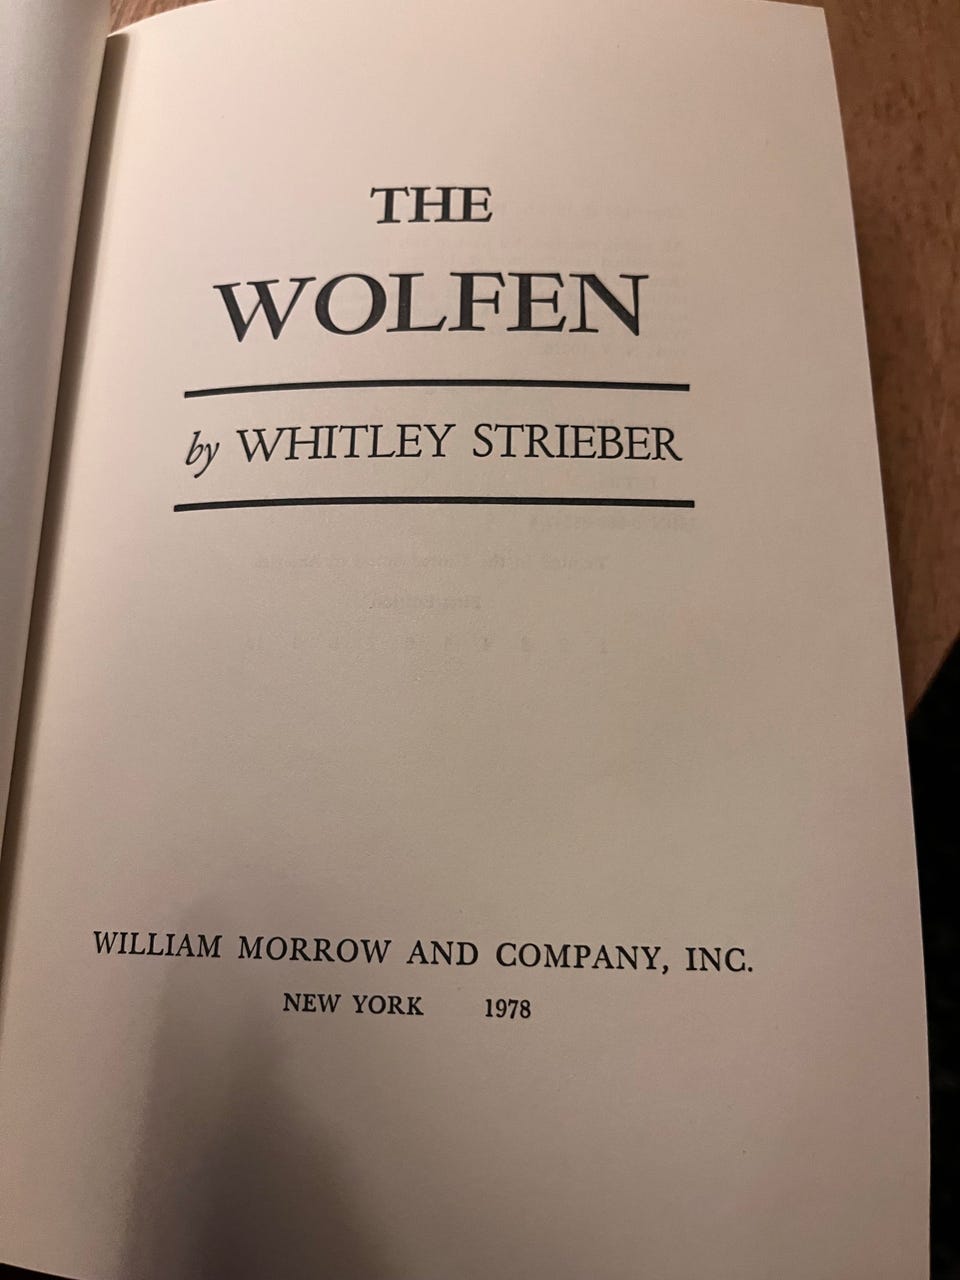 THE
WOLFEN
by WHITLEY STRIEBER
WILLIAM MORROW AND COMPANY, INC.
NEW YORK 1978